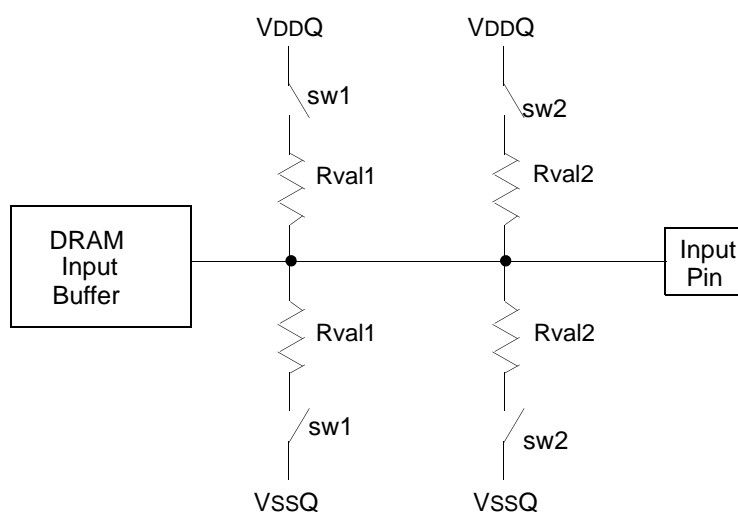 VDDQ VDDQ
sw1 sw2
Rval1 Rval2
DRAM
Input
Buffer
Input
Pin
Rval1 Rval2
sw1 sw2
VSSQ VSSQ